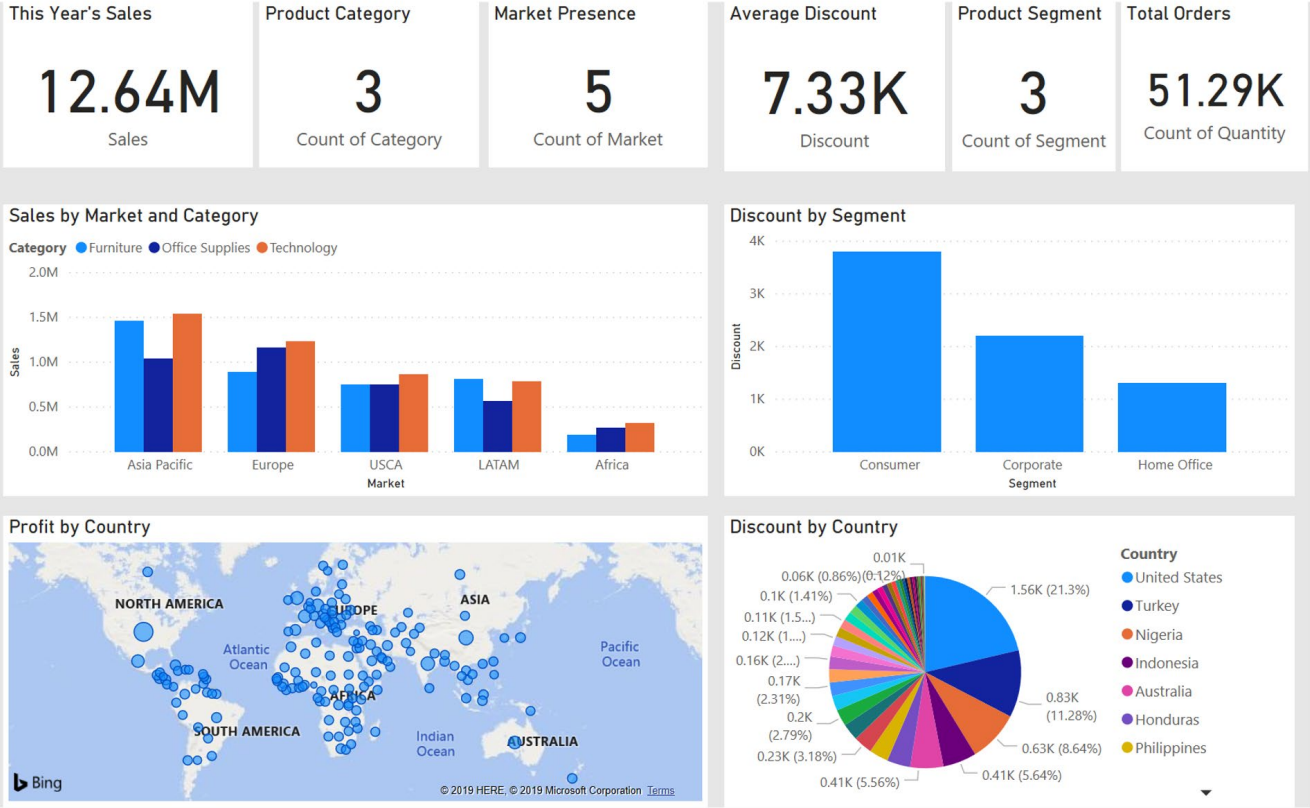 This Year's Sales
12.64M
Sales
Product Category
3
Count of Category
Market Presence
5
Count of Market
Average Discount
7.33K
Discount
Product Segment
3
Count of Segment
Total Orders
51.29K
Count of Quantity
Sales by Market and Category
Category Furniture Office Supplies Technology
2.0M
1.5M
1.0M
0.5M
0.0M
Sales
Asia Pacific Europe USCA LATAM Africa
Market
Discount by Segment
4K
3K
2K
1K
0K
Discount
Consumer Corporate Home Office
Segment
Profit by Country
NORTH AMERICA
EUROPE
ASIA
Atlantic
Ocean
Pacific
Ocean
AFRICA
SOUTH AMERICA
Indian
Ocean
AUSTRALIA
Bing
© 2019 HERE, © 2019 Microsoft Corporation Terms
Discount by Country
0.01K
(0.12%)
0.06K (0.86%)
0.1K (1.41%)
0.11K (1.5...)
0.12K (1....)
0.16K (2....)
0.17K
(2.31%)
0.2K
(2.79%)
0.23K (3.18%)
0.41K (5.56%)
0.41K (5.64%)
0.63K (8.64%)
0.83K
(11.28%)
1.56K (21.3%)
Country
United States
Turkey
Nigeria
Indonesia
Australia
Honduras
Philippines